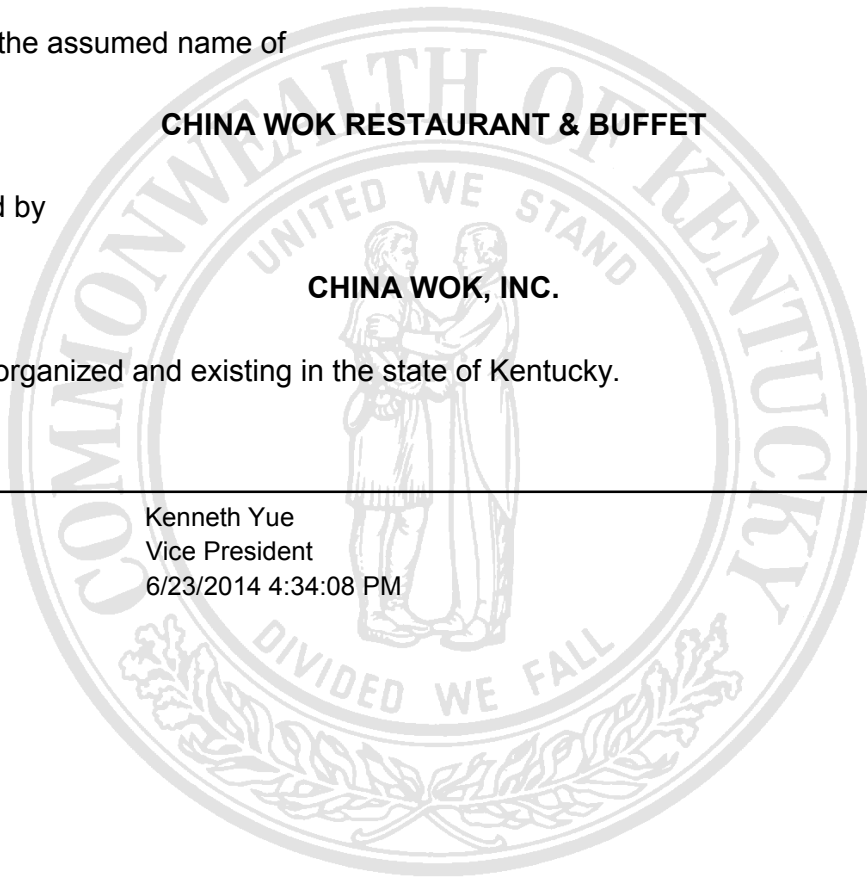 the assumed name of
CHINA WOK RESTAURANT & BUFFET
d by
CHINA WOK, INC.
organized and existing in the state of Kentucky.
Kenneth Yue
Vice President
6/23/2014 4:34:08 PM
COMMONWEALTH OF KENTUCKY
UNITED WE STAND
DIVIDED WE FALL